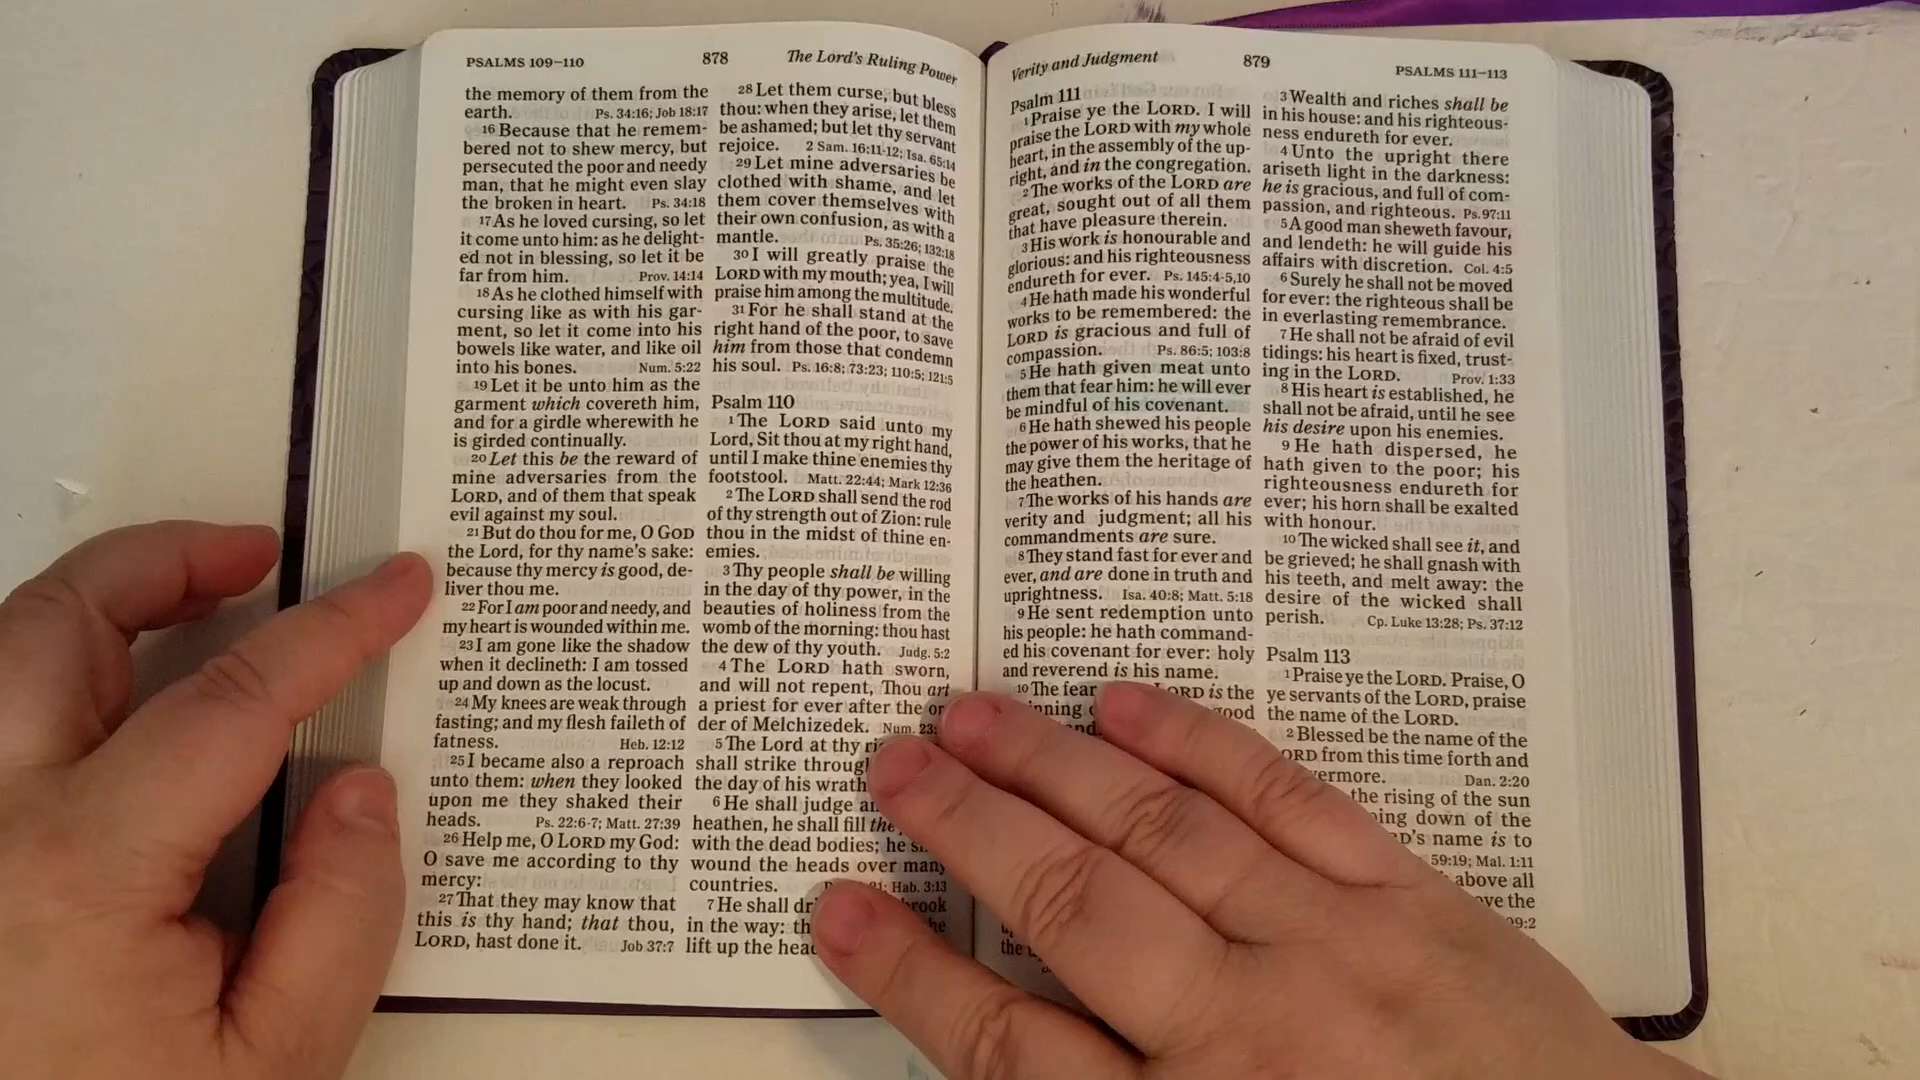 PSALMS 109–110 878 The Lord's Ruling Power
the memory of them from the
earth. Ps. 34:16; Job 18:17
16 Because that he remem-
bered not to shew mercy, but
persecuted the poor and needy
man, that he might even slay
the broken in heart. Ps. 34:18
17 As he loved cursing, so let
it come unto him: as he delight-
ed not in blessing, so let it be
far from him. Prov. 14:14
18 As he clothed himself with
cursing like as with his gar-
ment, so let it come into his
bowels like water, and like oil
into his bones. Num. 5:22
19 Let it be unto him as the
garment which covereth him,
and for a girdle wherewith he
is girded continually.
20 Let this be the reward of
mine adversaries from the
LORD, and of them that speak
evil against my soul.
21 But do thou for me, O GOD
the Lord, for thy name's sake:
because thy mercy is good, de-
liver thou me.
22 For I am poor and needy, and
my heart is wounded within me.
23 I am gone like the shadow
when it declineth: I am tossed
up and down as the locust.
24 My knees are weak through
fasting; and my flesh faileth of
fatness. Heb. 12:12
25 I became also a reproach
unto them: when they looked
upon me they shaked their
heads. Ps. 22:6-7; Matt. 27:39
26 Help me, O LORD my God:
O save me according to thy
mercy:
27 That they may know that
this is thy hand; that thou,
LORD, hast done it. Job 37:7
28 Let them curse, but bless
thou: when they arise, let them
be ashamed; but let thy servant
rejoice. 2 Sam. 16:11-12; Isa. 65:14
29 Let mine adversaries be
clothed with shame, and let
them cover themselves with
their own confusion, as with a
mantle. Ps. 35:26; 132:18
30 I will greatly praise the
LORD with my mouth; yea, I will
praise him among the multitude.
31 For he shall stand at the
right hand of the poor, to save
him from those that condemn
his soul. Ps. 16:8; 73:23; 110:5; 121:5
Psalm 110
1 The LORD said unto my
Lord, Sit thou at my right hand,
until I make thine enemies thy
footstool. Matt. 22:44; Mark 12:36
2 The LORD shall send the rod
of thy strength out of Zion: rule
thou in the midst of thine en-
emies.
3 Thy people shall be willing
in the day of thy power, in the
beauties of holiness from the
womb of the morning: thou hast
the dew of thy youth. Judg. 5:2
4 The LORD hath sworn,
and will not repent, Thou art
a priest for ever after the or
der of Melchizedek. Num. 23:
5 The Lord at thy
shall strike
the day of his wrath
6 He shall judge
heathen, he shall fill
with the dead bodies; he
wound the heads over many
countries. Hab. 3:13
7 He shall brook
in the way: he
lift up the
Verity and Judgment 879 PSALMS 111–113
Psalm 111
1 Praise ye the LORD. I will
praise the LORD with my whole
heart, in the assembly of the up-
right, and in the congregation.
2 The works of the LORD are
great, sought out of all them
that have pleasure therein.
3 His work is honourable and
glorious: and his righteousness
endureth for ever. Ps. 145:4-5,10
4 He hath made his wonderful
works to be remembered: the
LORD is gracious and full of
compassion. Ps. 86:5; 103:8
5 He hath given meat unto
them that fear him: he will ever
be mindful of his covenant.
6 He hath shewed his people
the power of his works, that he
may give them the heritage of
the heathen.
7 The works of his hands are
verity and judgment; all his
commandments are sure.
8 They stand fast for ever and
ever, and are done in truth and
uprightness. Isa. 40:8; Matt. 5:18
9 He sent redemption unto
his people: he hath command-
ed his covenant for ever: holy
and reverend is his name.
10 The fear LORD is the
good
the
3 Wealth and riches shall be
in his house: and his righteous-
ness endureth for ever.
4 Unto the upright there
ariseth light in the darkness:
he is gracious, and full of com-
passion, and righteous. Ps. 97:11
5 A good man sheweth favour,
and lendeth: he will guide his
affairs with discretion. Col. 4:5
6 Surely he shall not be moved
for ever: the righteous shall be
in everlasting remembrance.
7 He shall not be afraid of evil
tidings: his heart is fixed, trust-
ing in the LORD. Prov. 1:33
8 His heart is established, he
shall not be afraid, until he see
his desire upon his enemies.
9 He hath dispersed, he
hath given to the poor; his
righteousness endureth for
ever; his horn shall be exalted
with honour.
10 The wicked shall see it, and
be grieved; he shall gnash with
his teeth, and melt away: the
desire of the wicked shall
perish. Cp. Luke 13:28; Ps. 37:12
Psalm 113
1 Praise ye the LORD. Praise, O
ye servants of the LORD, praise
the name of the LORD.
2 Blessed be the name of the
LORD from this time forth and
Dan. 2:20
the rising of the sun
down of the
name is to
59:19; Mal. 1:11
above all
the